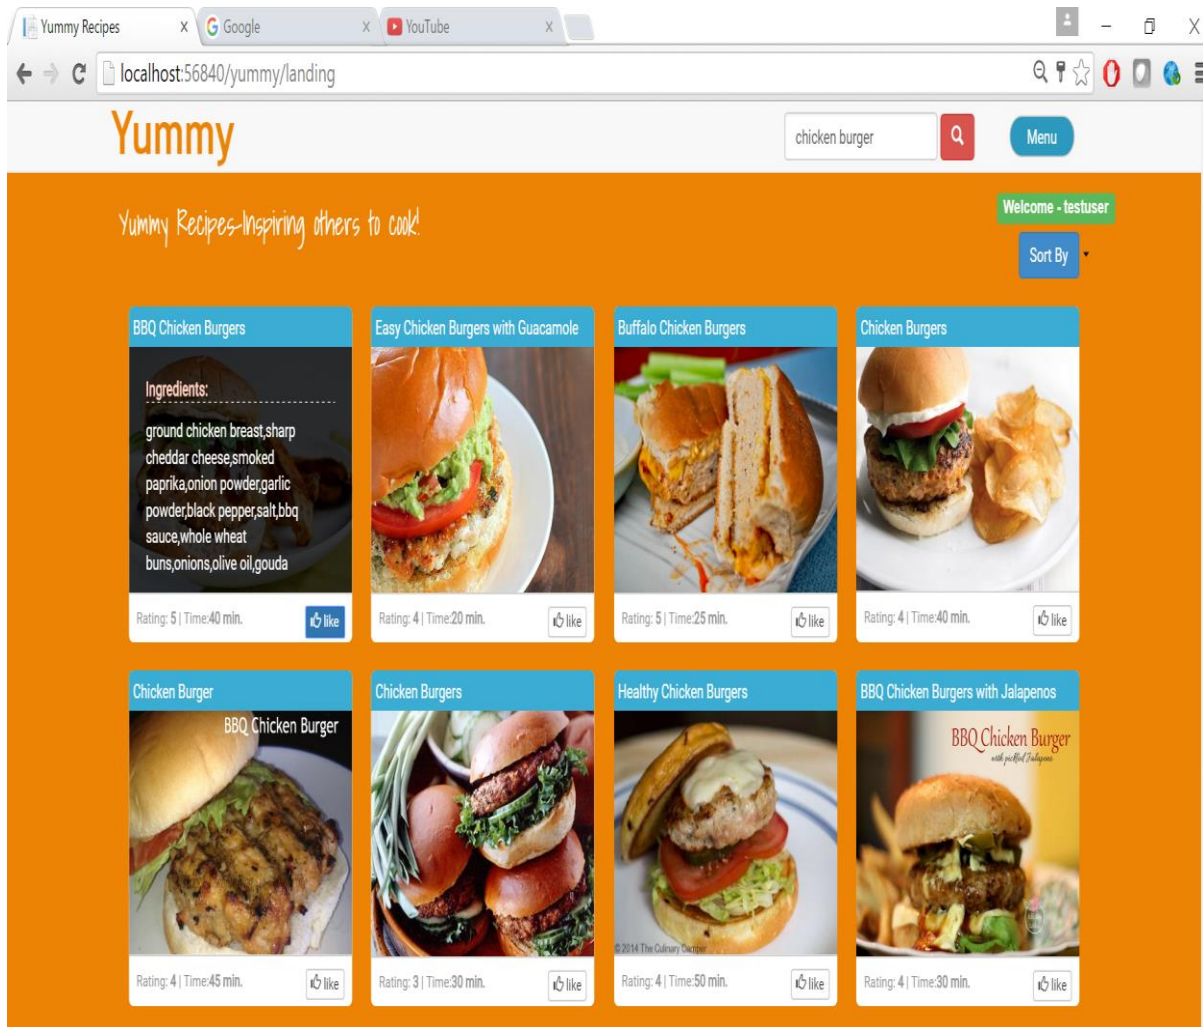 Yummy Recipes X Google X YouTube X
localhost:56840/yummy/landing
Yummy chicken burger Menu
Yummy Recipes-Inspiring others to cook! Welcome - testuser
Sort By
BBQ Chicken Burgers Easy Chicken Burgers with Guacamole Buffalo Chicken Burgers Chicken Burgers
Ingredients:
ground chicken breast,sharp
cheddar cheese,smoked
paprika,onion powder,garlic
powder,black pepper,salt,bbq
sauce,whole wheat
buns,onions,olive oil,gouda
Rating: 5 | Time:40 min. like Rating: 4 | Time:20 min. like Rating: 5 | Time:25 min. like Rating: 4 | Time:40 min. like
Chicken Burger Chicken Burgers Healthy Chicken Burgers BBQ Chicken Burgers with Jalapenos
BBQ Chicken Burger
BBQ Chicken Burger
with pickled Jalapeno
© 2014 The Culinary Camper
Rating: 4 | Time:45 min. like Rating: 3 | Time:30 min. like Rating: 4 | Time:50 min. like Rating: 4 | Time:30 min. like